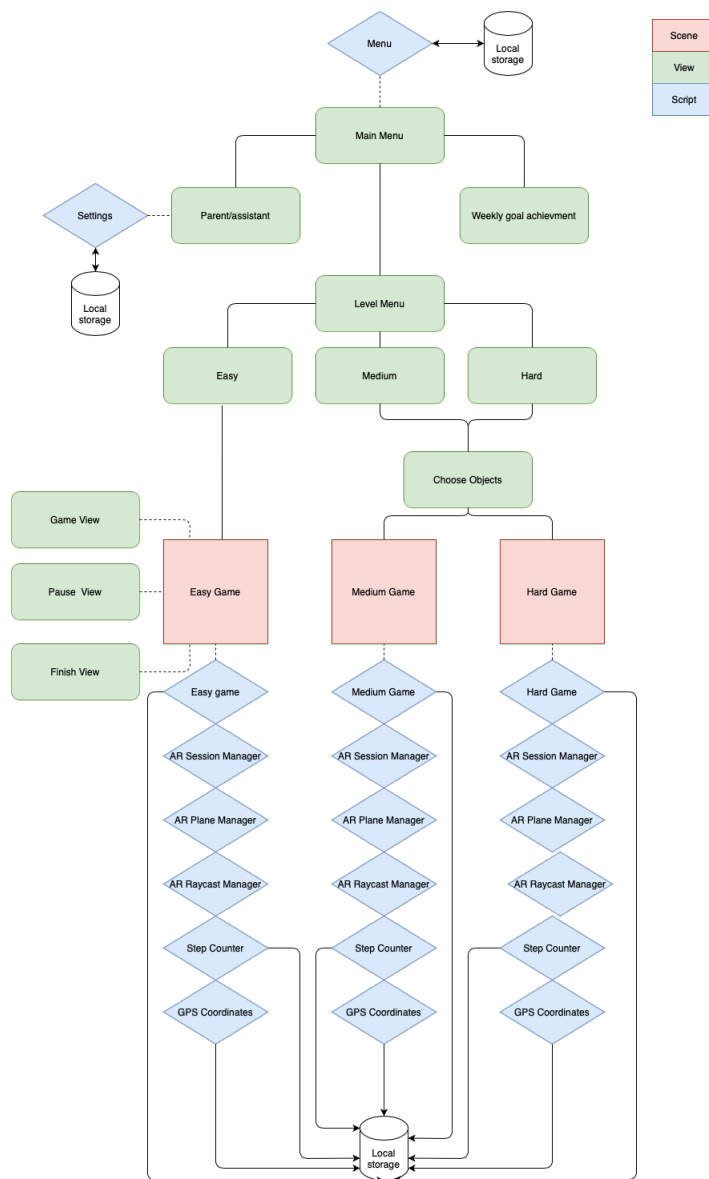 Menu
Local
storage
Scene
View
Script
Main Menu
Settings
Parent/assistant
Weekly goal achievment
Local
storage
Level Menu
Easy
Medium
Hard
Choose Objects
Game View
Pause View
Easy Game
Medium Game
Hard Game
Finish View
Easy game
Medium Game
Hard Game
AR Session Manager
AR Session Manager
AR Session Manager
AR Plane Manager
AR Plane Manager
AR Plane Manager
AR Raycast Manager
AR Raycast Manager
AR Raycast Manager
Step Counter
Step Counter
Step Counter
GPS Coordinates
GPS Coordinates
GPS Coordinates
Local
storage